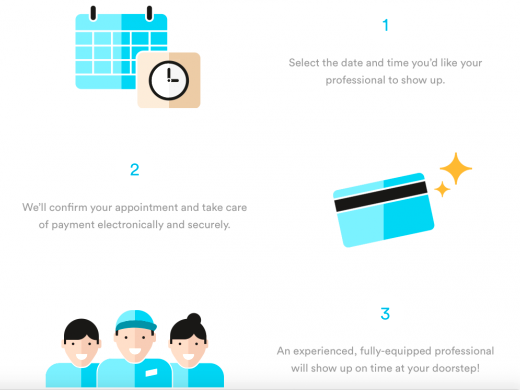 1
Select the date and time you'd like your
professional to show up.
2
We'll confirm your appointment and take care
of payment electronically and securely.
3
An experienced, fully-equipped professional
will show up on time at your doorstep!